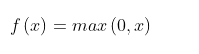 f (x) = max (0, x)